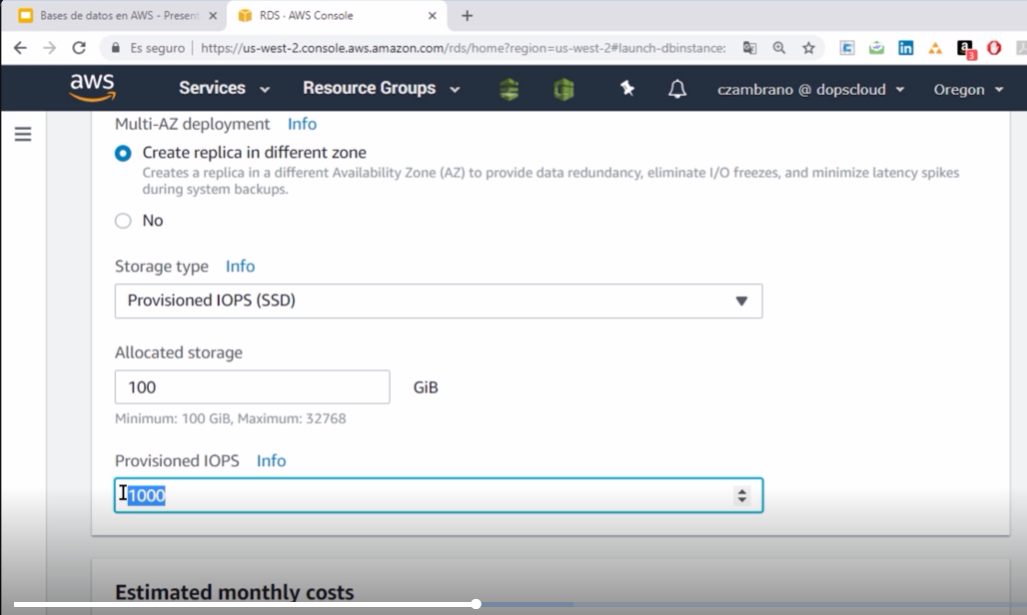 Bases de datos en AWS - Present
RDS · AWS Console
Es seguro | https://us-west-2.console.aws.amazon.com/rds/home?region=us-west-2#launch-dbinstance:
aws Services Resource Groups czambrano @ dopscloud Oregon
Multi-AZ deployment Info
Create replica in different zone
Creates a replica in a different Availability Zone (AZ) to provide data redundancy, eliminate I/O freezes, and minimize latency spikes
during system backups.
No
Storage type Info
Provisioned IOPS (SSD)
Allocated storage
100 GiB
Minimum: 100 GiB, Maximum: 32768
Provisioned IOPS Info
1000
Estimated monthly costs